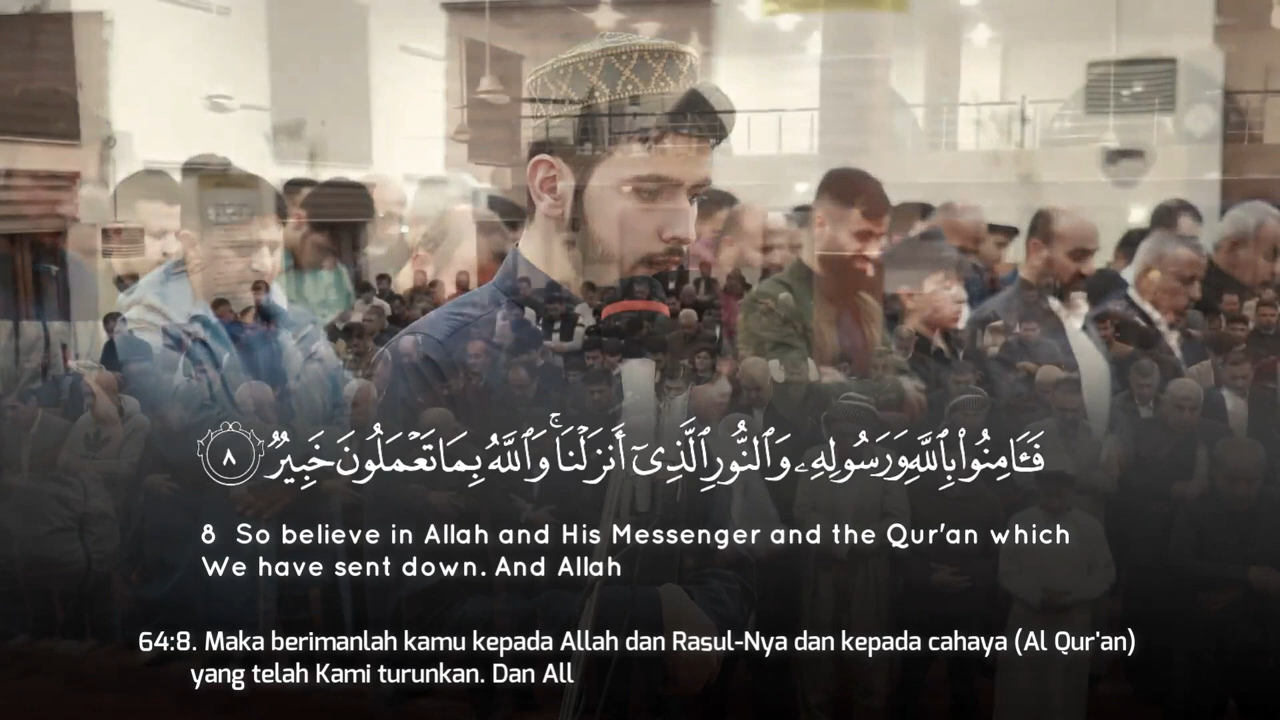 فَـَٔامِنُوا۟ بِٱللَّهِ وَرَسُولِهِۦ وَٱلنُّورِ ٱلَّذِىٓ أَنزَلْنَا ۚ وَٱللَّهُ بِمَا تَعْمَلُونَ خَبِيرٌ ٨
8 So believe in Allah and His Messenger and the Qur'an which
We have sent down. And Allah
64:8. Maka berimanlah kamu kepada Allah dan Rasul-Nya dan kepada cahaya (Al Qur'an)
yang telah Kami turunkan. Dan All